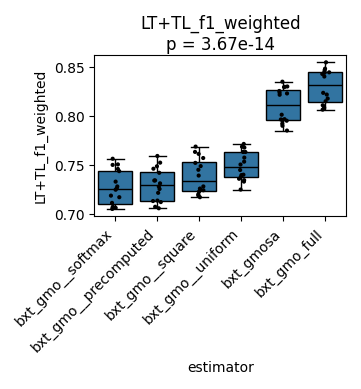 LT+TL_f1_weighted
p = 3.67e-14
LT+TL_f1_weighted
0.85
0.80
0.75
0.70
bxt_gmo__softmax
bxt_gmo__precomputed
bxt_gmo__square
bxt_gmo__uniform
bxt_gmosa
bxt_gmo_full
estimator